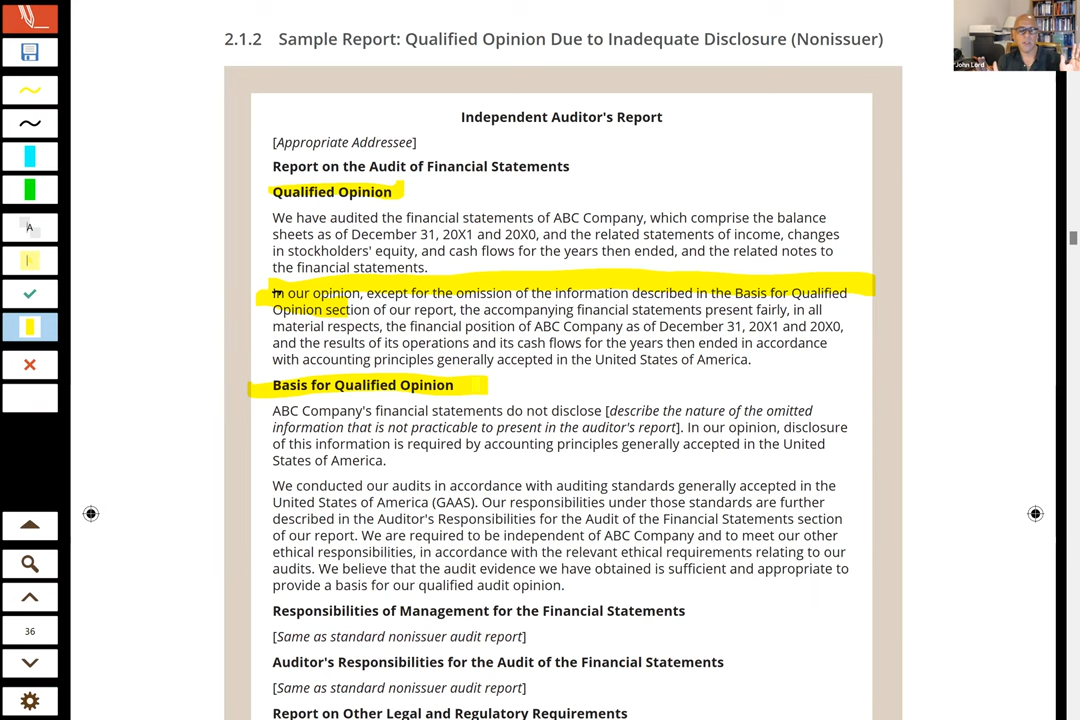 2.1.2 Sample Report: Qualified Opinion Due to Inadequate Disclosure (Nonissuer)
John Lord
Independent Auditor's Report
[Appropriate Addressee]
Report on the Audit of Financial Statements
Qualified Opinion
We have audited the financial statements of ABC Company, which comprise the balance
sheets as of December 31, 20X1 and 20X0, and the related statements of income, changes
in stockholders' equity, and cash flows for the years then ended, and the related notes to
the financial statements.
In our opinion, except for the omission of the information described in the Basis for Qualified
Opinion section of our report, the accompanying financial statements present fairly, in all
material respects, the financial position of ABC Company as of December 31, 20X1 and 20X0,
and the results of its operations and its cash flows for the years then ended in accordance
with accounting principles generally accepted in the United States of America.
Basis for Qualified Opinion
ABC Company's financial statements do not disclose [describe the nature of the omitted
information that is not practicable to present in the auditor's report]. In our opinion, disclosure
of this information is required by accounting principles generally accepted in the United
States of America.
We conducted our audits in accordance with auditing standards generally accepted in the
United States of America (GAAS). Our responsibilities under those standards are further
described in the Auditor's Responsibilities for the Audit of the Financial Statements section
of our report. We are required to be independent of ABC Company and to meet our other
ethical responsibilities, in accordance with the relevant ethical requirements relating to our
audits. We believe that the audit evidence we have obtained is sufficient and appropriate to
provide a basis for our qualified audit opinion.
Responsibilities of Management for the Financial Statements
[Same as standard nonissuer audit report]
Auditor's Responsibilities for the Audit of the Financial Statements
[Same as standard nonissuer audit report]
Report on Other Legal and Regulatory Requirements
A
36